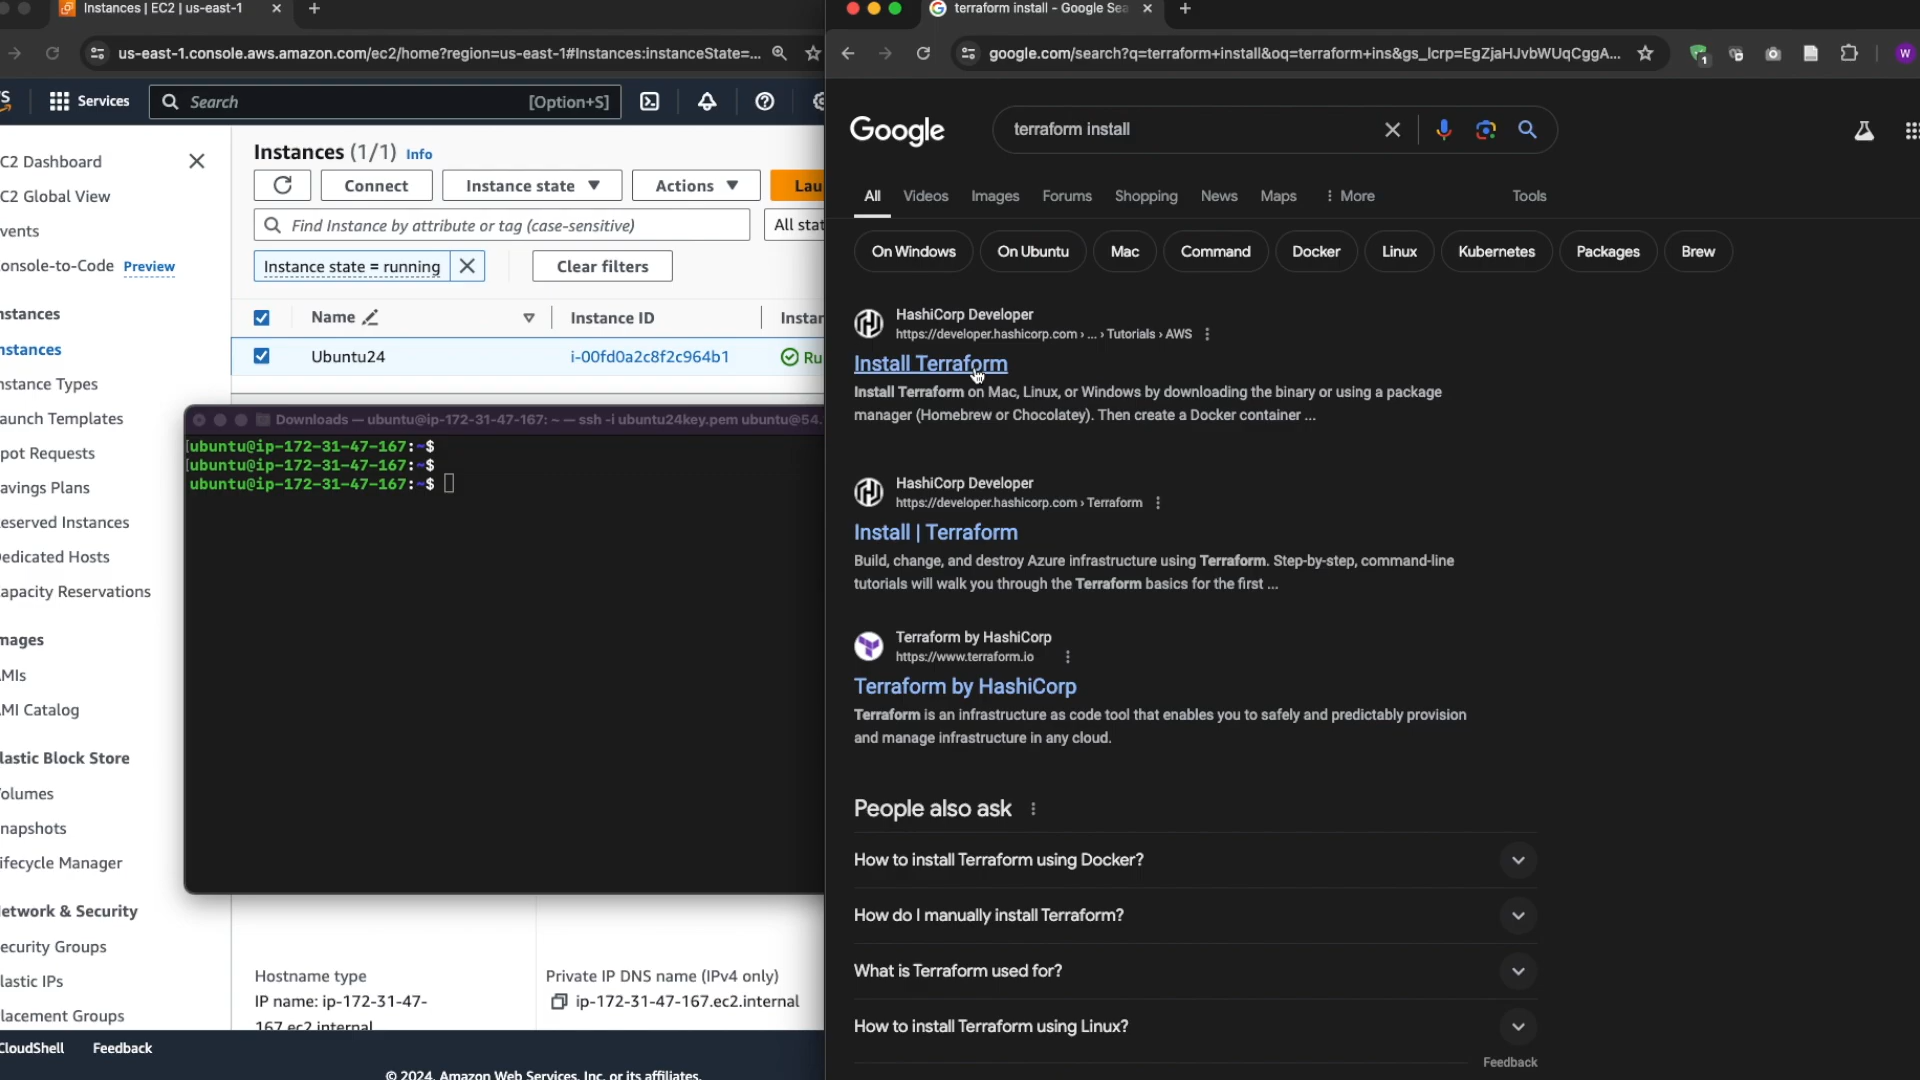 Instances | EC2 | us-east-1
us-east-1.console.aws.amazon.com/ec2/home?region=us-east-1#Instances:instanceState=...
Services
Search
[Option+S]
C2 Dashboard
C2 Global View
vents
onsole-to-Code Preview
nstances
nstances
nstance Types
aunch Templates
pot Requests
avings Plans
eserved Instances
edicated Hosts
apacity Reservations
mages
MIs
MI Catalog
lastic Block Store
olumes
napshots
ifecycle Manager
etwork & Security
ecurity Groups
lastic IPs
lacement Groups
CloudShell
Feedback
Instances (1/1) Info
Connect
Instance state
Actions
Lau
Find Instance by attribute or tag (case-sensitive)
All stat
Instance state = running
Clear filters
Name
Instance ID
Instan
Ubuntu24
i-00fd0a2c8f2c964b1
Ru
Downloads — ubuntu@ip-172-31-47-167: ~ — ssh -i ubuntu24key.pem ubuntu@54.
[ubuntu@ip-172-31-47-167:~$
[ubuntu@ip-172-31-47-167:~$
ubuntu@ip-172-31-47-167:~$
Hostname type
IP name: ip-172-31-47-
167.ec2.internal
Private IP DNS name (IPv4 only)
ip-172-31-47-167.ec2.internal
© 2024, Amazon Web Services, Inc. or its affiliates.
terraform install - Google Sea
google.com/search?q=terraform+install&oq=terraform+ins&gs_lcrp=EgZjaHJvbWUqCggA...
1
W
Google
terraform install
All
Videos
Images
Forums
Shopping
News
Maps
More
Tools
On Windows
On Ubuntu
Mac
Command
Docker
Linux
Kubernetes
Packages
Brew
HashiCorp Developer
https://developer.hashicorp.com › ... › Tutorials › AWS
Install Terraform
Install Terraform on Mac, Linux, or Windows by downloading the binary or using a package
manager (Homebrew or Chocolatey). Then create a Docker container ...
HashiCorp Developer
https://developer.hashicorp.com › Terraform
Install | Terraform
Build, change, and destroy Azure infrastructure using Terraform. Step-by-step, command-line
tutorials will walk you through the Terraform basics for the first ...
Terraform by HashiCorp
https://www.terraform.io
Terraform by HashiCorp
Terraform is an infrastructure as code tool that enables you to safely and predictably provision
and manage infrastructure in any cloud.
People also ask
How to install Terraform using Docker?
How do I manually install Terraform?
What is Terraform used for?
How to install Terraform using Linux?
Feedback